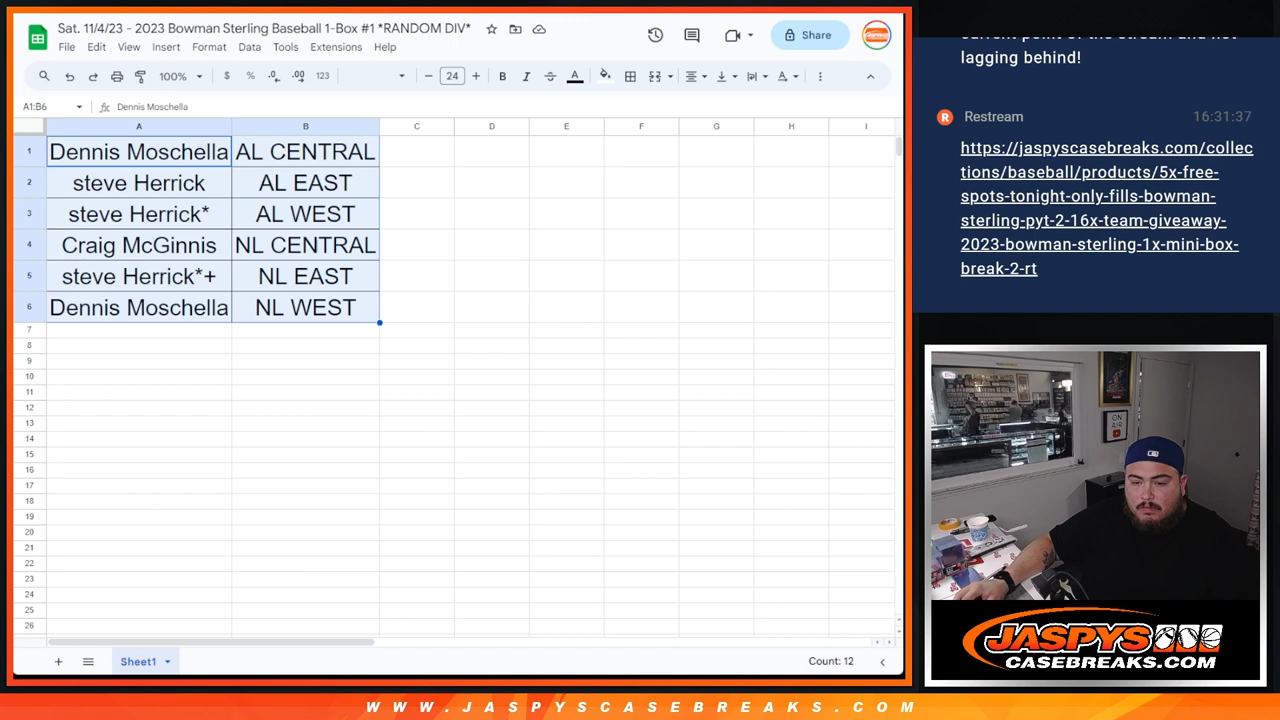 Sat. 11/4/23 - 2023 Bowman Sterling Baseball 1-Box #1 *RANDOM DIV*
File Edit View Insert Format Data Tools Extensions Help
Share
100% $ % .0 .00 123 24 B I A
A1:B6 Dennis Moschella
A B C D E F G H I
1 Dennis Moschella AL CENTRAL
2 steve Herrick AL EAST
3 steve Herrick* AL WEST
4 Craig McGinnis NL CENTRAL
5 steve Herrick*+ NL EAST
6 Dennis Moschella NL WEST
7
8
9
10
11
12
13
14
15
16
17
18
19
20
21
22
23
24
25
26
Sheet1
Count: 12
lagging behind!
Restream 16:31:37
https://jaspyscasebreaks.com/collec
tions/baseball/products/5x-free-
spots-tonight-only-fills-bowman-
sterling-pyt-2-16x-team-giveaway-
2023-bowman-sterling-1x-mini-box-
break-2-rt
ON
AIR
JASPYS
CASEBREAKS.COM
WWW.JASPYSCASEBREAKS.COM